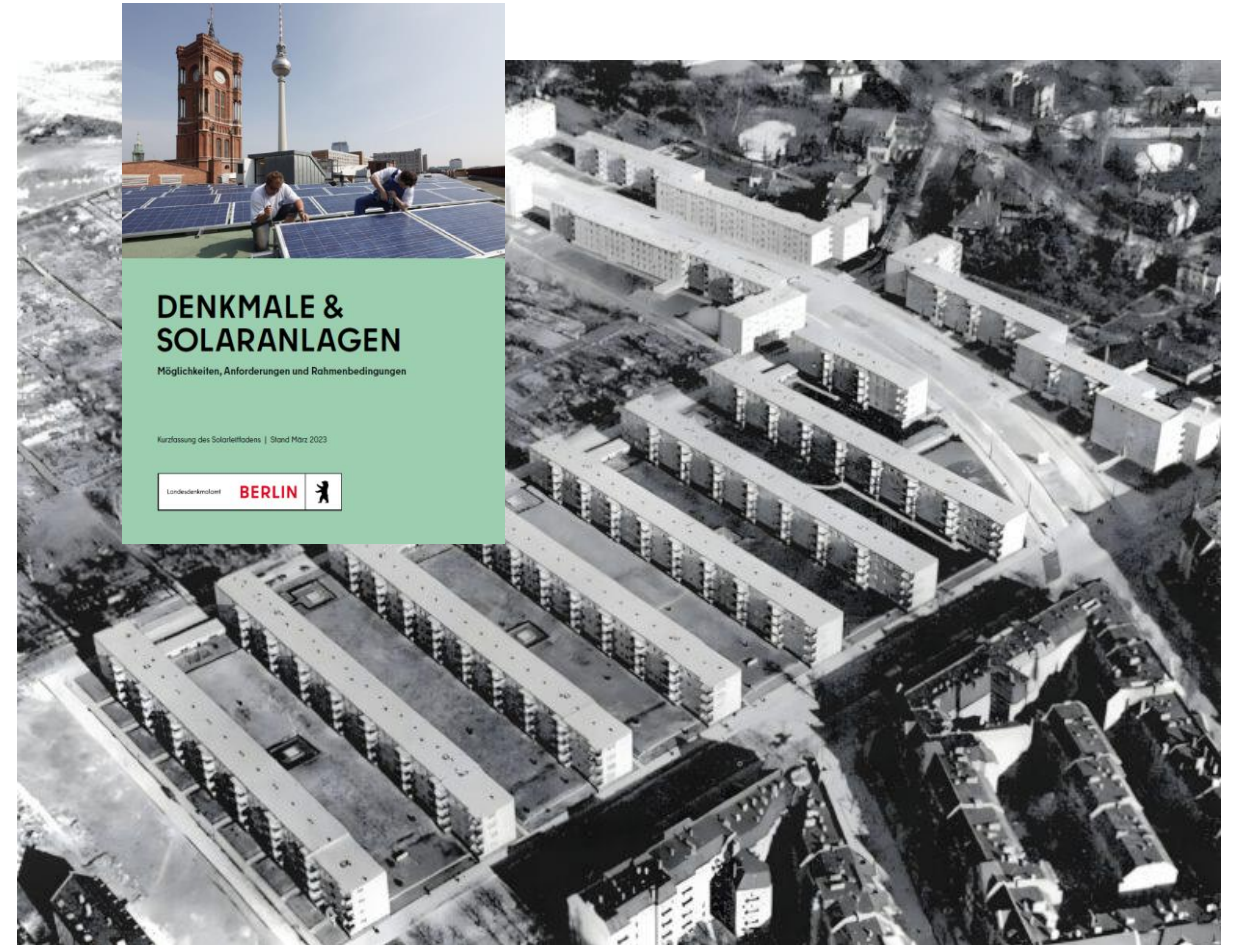 DENKMALE &
SOLARANLAGEN
Möglichkeiten, Anforderungen und Rahmenbedingungen
Kurzfassung des Solarleitfadens | Stand März 2023
Landesdenkmalamt BERLIN